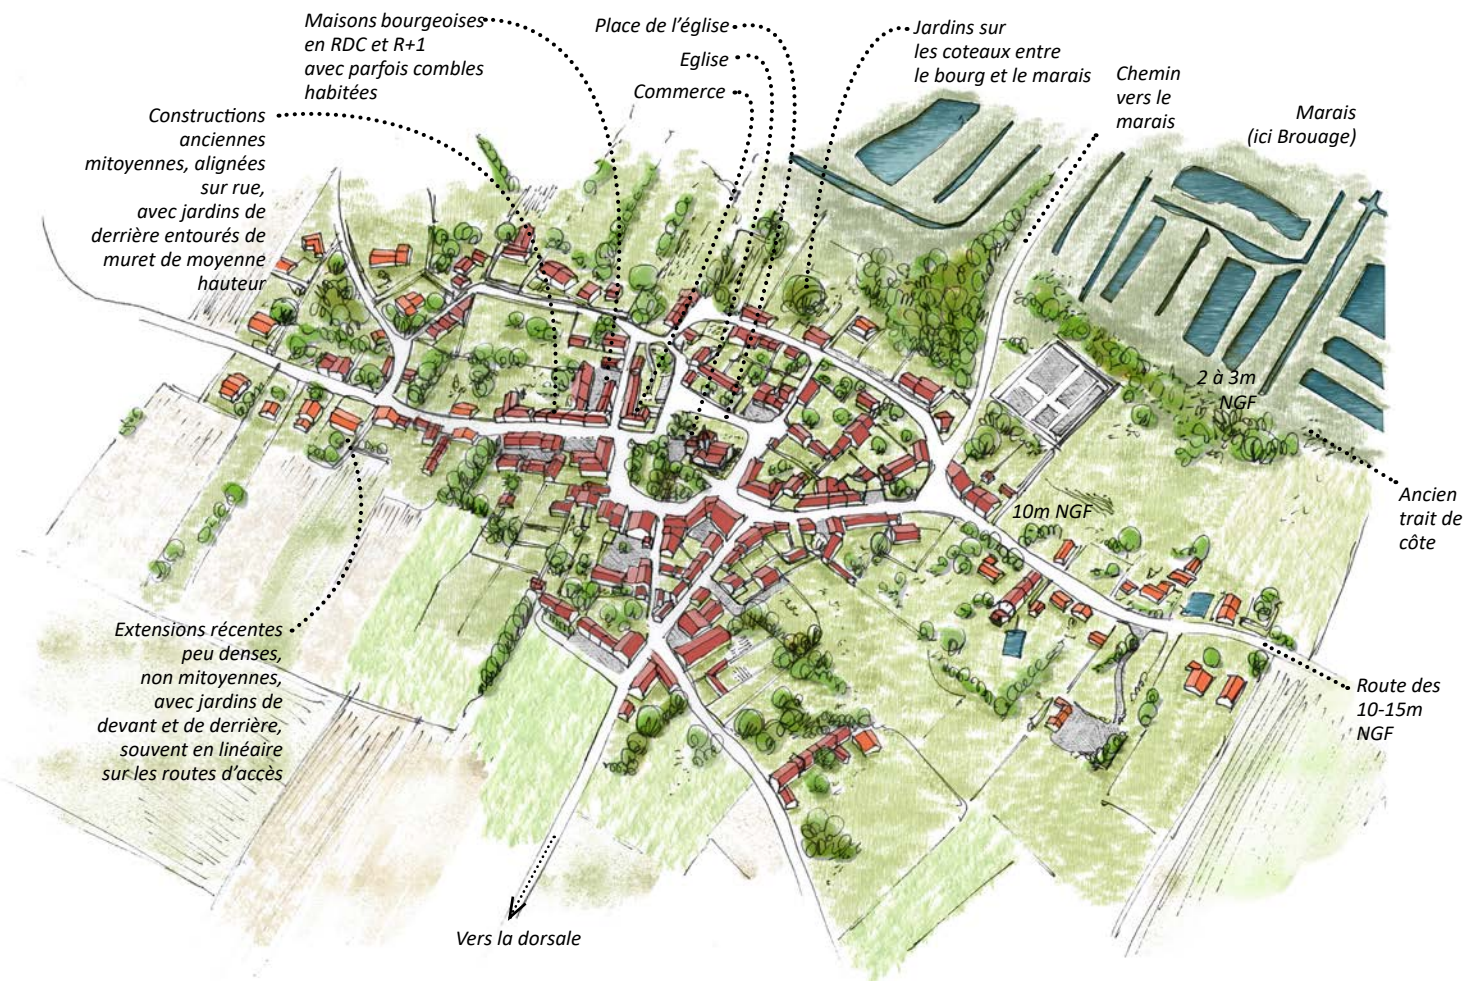 Maisons bourgeoises
en RDC et R+1
avec parfois combles
habitées
Place de l’église
Eglise
Commerce
Jardins sur
les coteaux entre
le bourg et le marais
Chemin
vers le
marais
Marais
(ici Brouage)
Constructions
anciennes
mitoyennes, alignées
sur rue,
avec jardins de
derrière entourés de
muret de moyenne
hauteur
2 à 3m
NGF
Ancien
trait de
côte
10m NGF
Extensions récentes
peu denses,
non mitoyennes,
avec jardins de
devant et de derrière,
souvent en linéaire
sur les routes d’accès
Route des
10-15m
NGF
Vers la dorsale